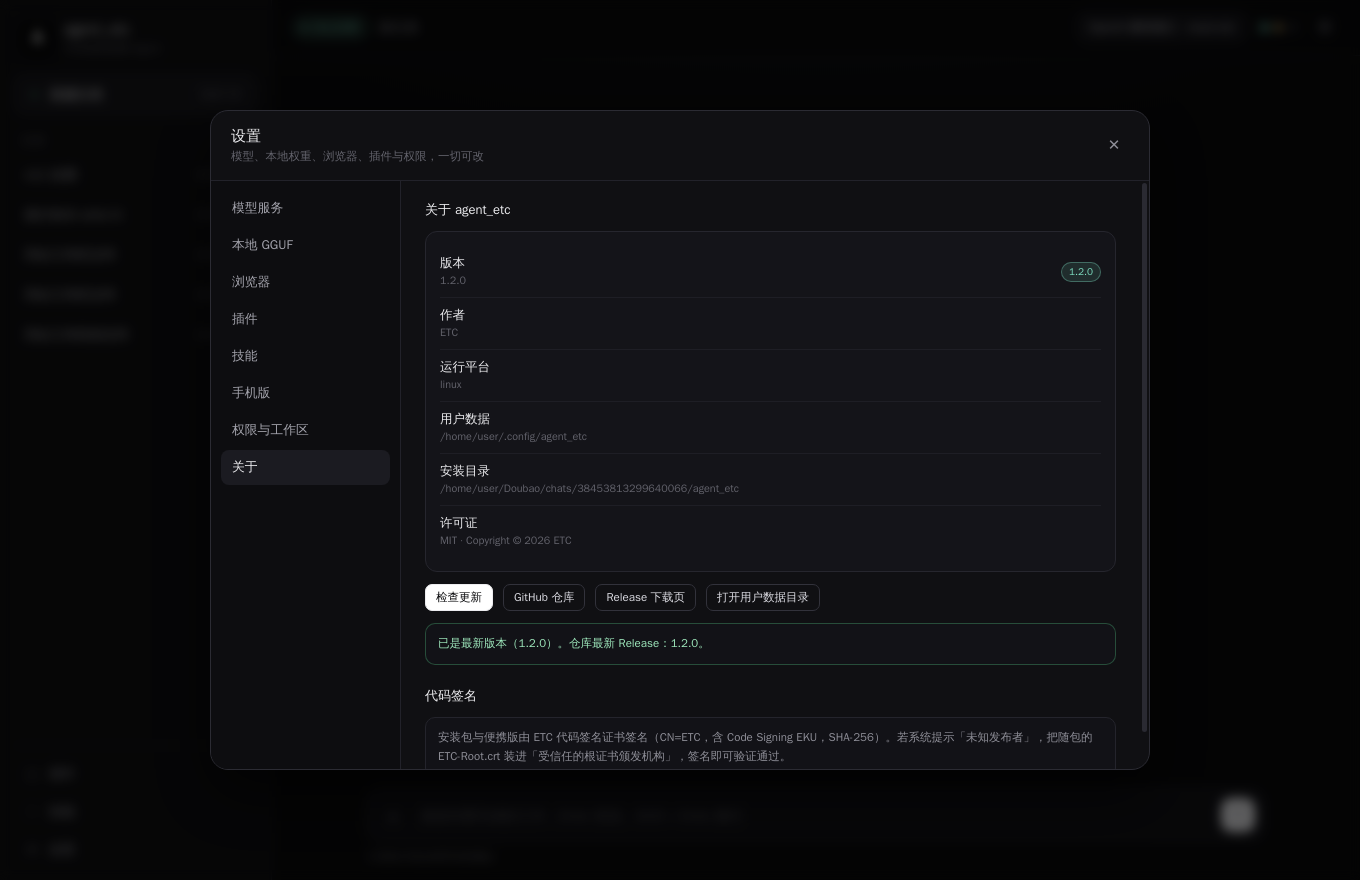 设置
模型、本地权重、浏览器、插件与权限，一切可改
×
模型服务
本地 GGUF
浏览器
插件
技能
手机版
权限与工作区
关于
关于 agent_etc
版本
1.2.0
1.2.0
作者
ETC
运行平台
linux
用户数据
/home/user/.config/agent_etc
安装目录
/home/user/Doubao/chats/38453813299640066/agent_etc
许可证
MIT · Copyright © 2026 ETC
检查更新
GitHub 仓库
Release 下载页
打开用户数据目录
已是最新版本（1.2.0）。仓库最新 Release：1.2.0。
代码签名
安装包与便携版由 ETC 代码签名证书签名（CN=ETC，含 Code Signing EKU，SHA-256）。若系统提示「未知发布者」，把随包的
ETC-Root.crt 装进「受信任的根证书颁发机构」，签名即可验证通过。